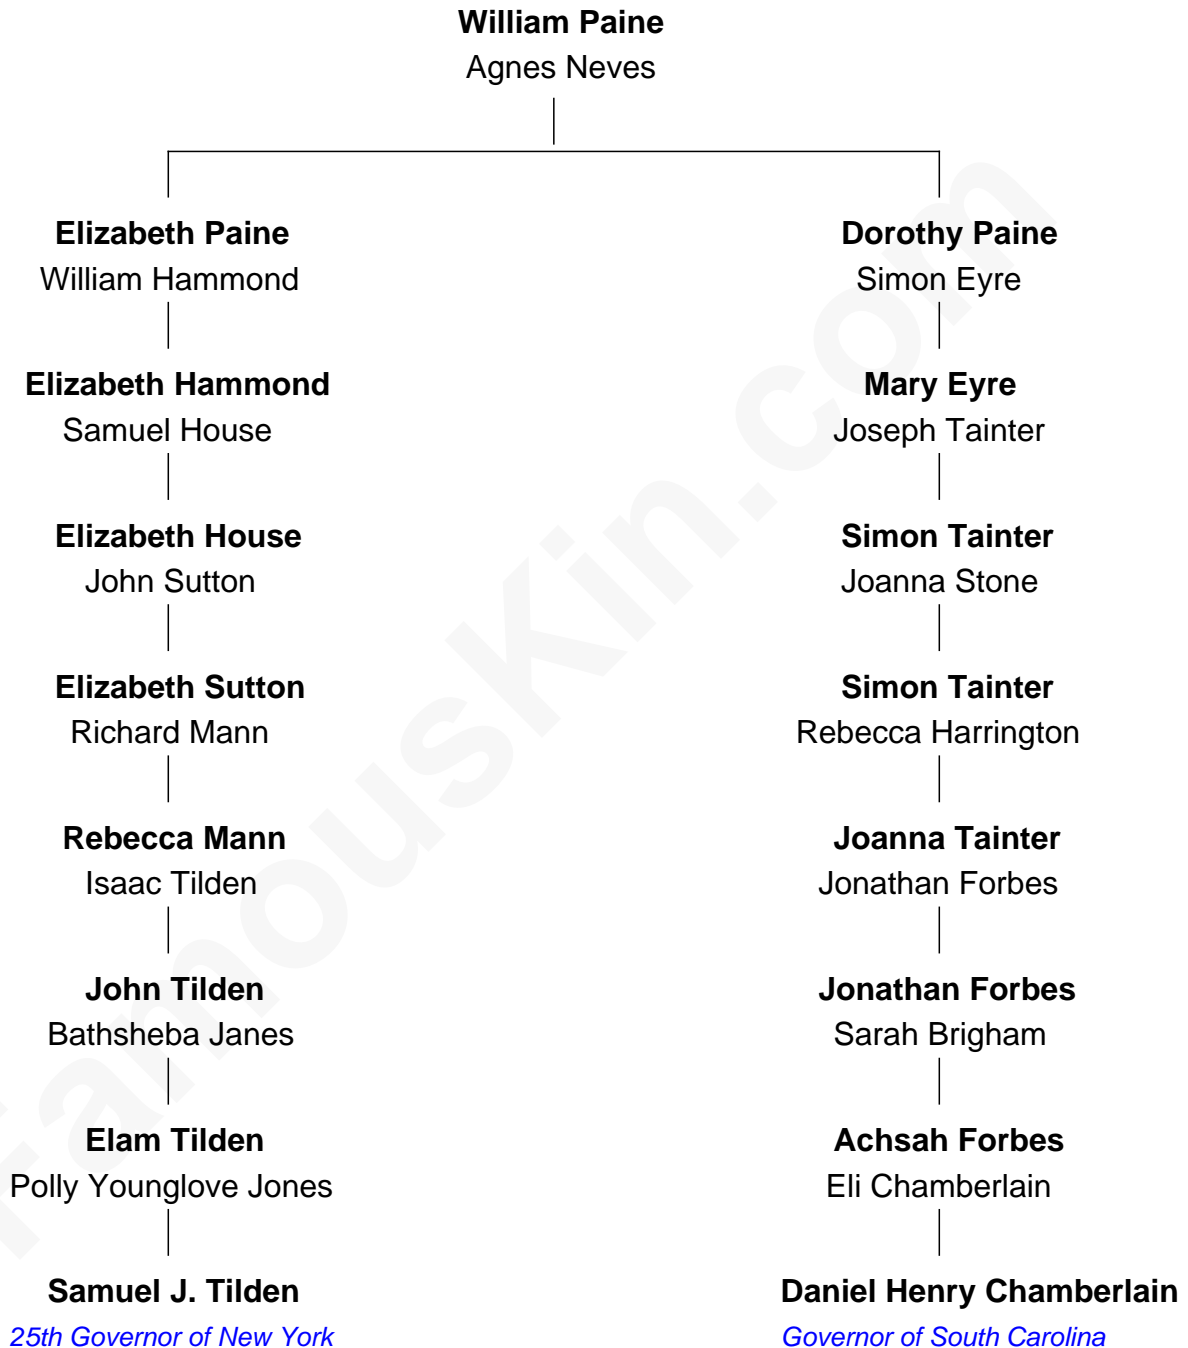 William Paine
Agnes Neves
Elizabeth Paine
William Hammond
Dorothy Paine
Simon Eyre
Elizabeth Hammond
Samuel House
Mary Eyre
Joseph Tainter
Elizabeth House
John Sutton
Simon Tainter
Joanna Stone
Elizabeth Sutton
Richard Mann
Simon Tainter
Rebecca Harrington
Rebecca Mann
Isaac Tilden
Joanna Tainter
Jonathan Forbes
John Tilden
Bathsheba Janes
Jonathan Forbes
Sarah Brigham
Elam Tilden
Polly Younglove Jones
Achsah Forbes
Eli Chamberlain
Samuel J. Tilden
25th Governor of New York
Daniel Henry Chamberlain
Governor of South Carolina
FamousKin.com